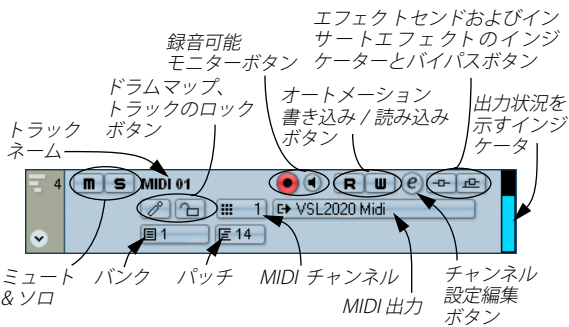 エフェクトセンドおよびイン
サートエフェクトのインジ
ケーターとバイパスボタン
録音可能
モニターボタン
ドラムマップ、
トラックのロック
ボタン
オートメーション
書き込み / 読み込み
ボタン
出力状況を
示すインジ
ケータ
トラック
ネーム
4 m S MIDI 01 R W e
1 VSL2020 Midi
1 14
ミュート
& ソロ
バンク
パッチ
MIDI チャンネル
MIDI 出力
チャンネル
設定編集
ボタン